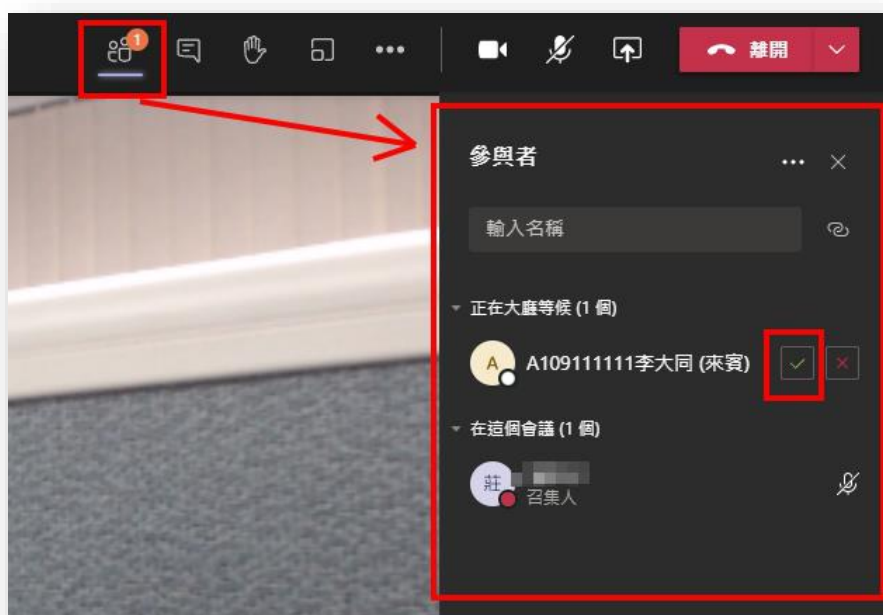 1
離開
參與者
輸入名稱
正在大廳等候 (1 個)
A A109111111李大同 (來賓)
在這個會議 (1 個)
莊
召集人